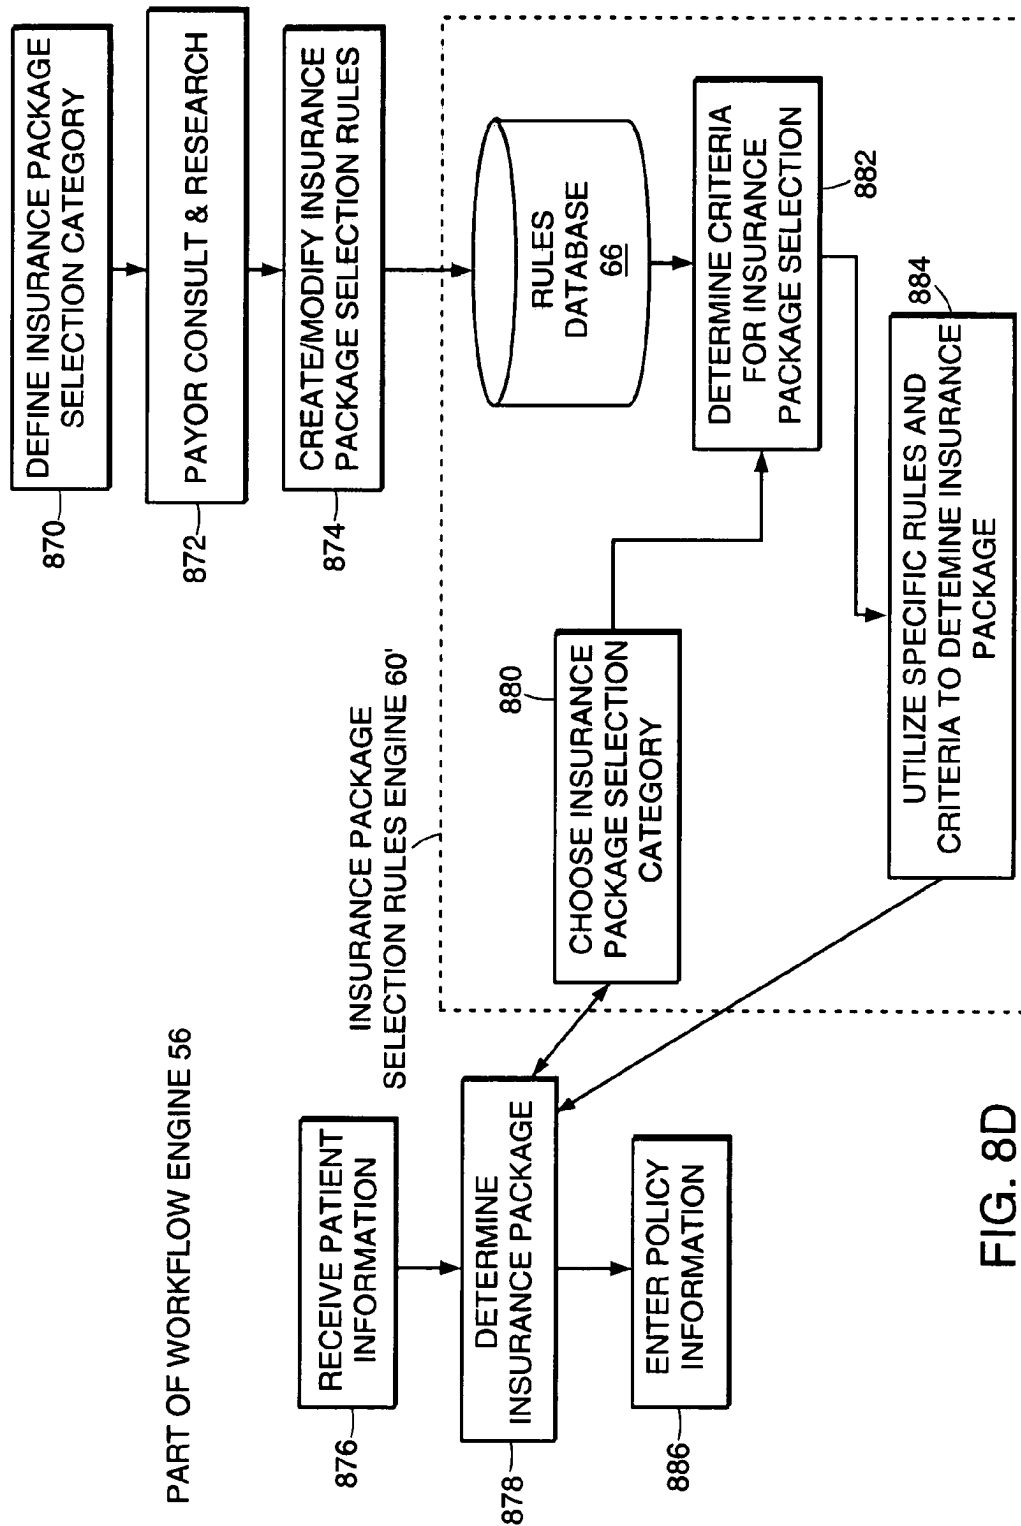 PART OF WORKFLOW ENGINE 56
RECEIVE PATIENT
INFORMATION
876
DETERMINE
INSURANCE PACKAGE
878
ENTER POLICY
INFORMATION
886
INSURANCE PACKAGE
SELECTION RULES ENGINE 60'
DEFINE INSURANCE PACKAGE
SELECTION CATEGORY
870
PAYOR CONSULT & RESEARCH
872
CREATE/MODIFY INSURANCE
PACKAGE SELECTION RULES
874
RULES
DATABASE
66
880
CHOOSE INSURANCE
PACKAGE SELECTION
CATEGORY
DETERMINE CRITERIA
FOR INSURANCE
PACKAGE SELECTION
882
884
UTILIZE SPECIFIC RULES AND
CRITERIA TO DETEMINE INSURANCE
PACKAGE
FIG. 8D